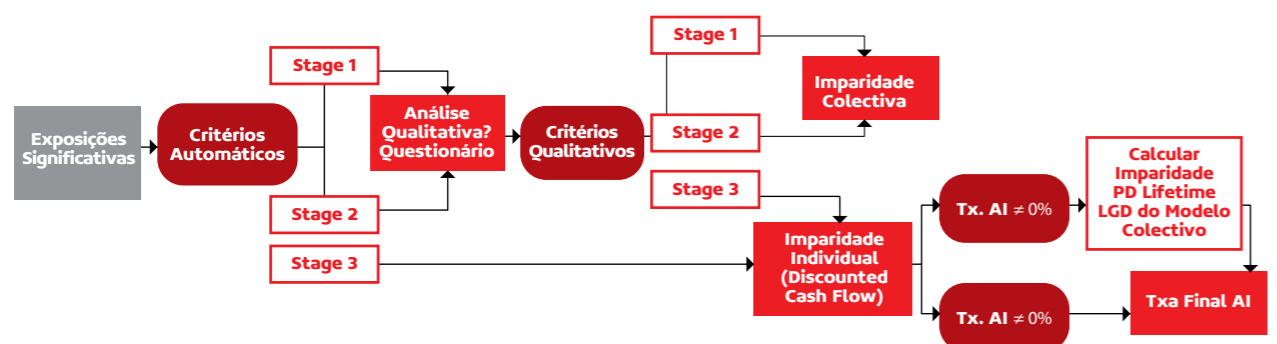 Exposições
Significativas
Critérios
Automáticos
Stage 1
Stage 2
Stage 3
Análise
Qualitativa?
Questionário
Critérios
Qualitativos
Stage 1
Stage 2
Stage 3
Imparidade
Colectiva
Imparidade
Individual
(Discounted
Cash Flow)
Tx. AI ≠ 0%
Tx. AI ≠ 0%
Calcular
Imparidade
PD Lifetime
LGD do Modelo
Colectivo
Txa Final AI